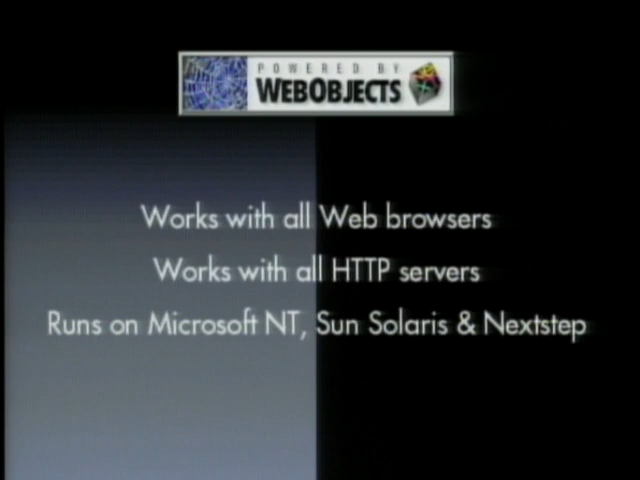 POWERED BY
WEBOBJECTS
Works with all Web browsers
Works with all HTTP servers
Runs on Microsoft NT, Sun Solaris & Nextstep